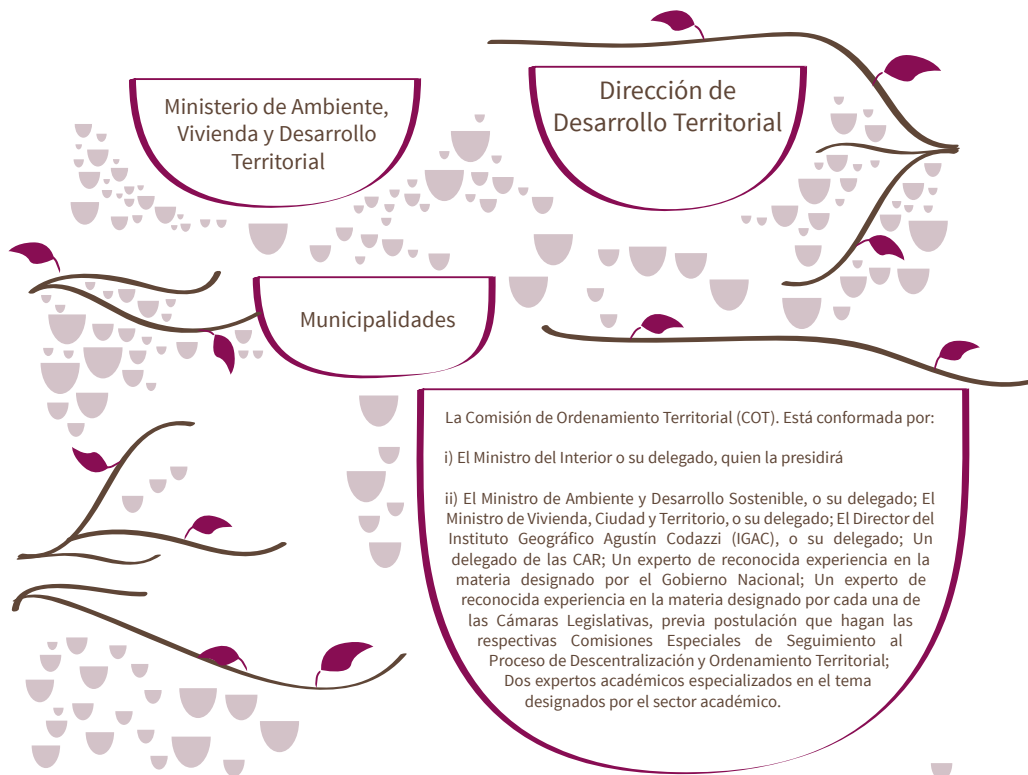 Ministerio de Ambiente,
Vivienda y Desarrollo
Territorial
Dirección de
Desarrollo Territorial
Municipalidades
La Comisión de Ordenamiento Territorial (COT). Está conformada por:
i) El Ministro del Interior o su delegado, quien la presidirá
ii) El Ministro de Ambiente y Desarrollo Sostenible, o su delegado; El
Ministro de Vivienda, Ciudad y Territorio, o su delegado; El Director del
Instituto Geográfico Agustín Codazzi (IGAC), o su delegado; Un
delegado de las CAR; Un experto de reconocida experiencia en la
materia designado por el Gobierno Nacional; Un experto de
reconocida experiencia en la materia designado por cada una de
las Cámaras Legislativas, previa postulación que hagan las
respectivas Comisiones Especiales de Seguimiento al
Proceso de Descentralización y Ordenamiento Territorial;
Dos expertos académicos especializados en el tema
designados por el sector académico.